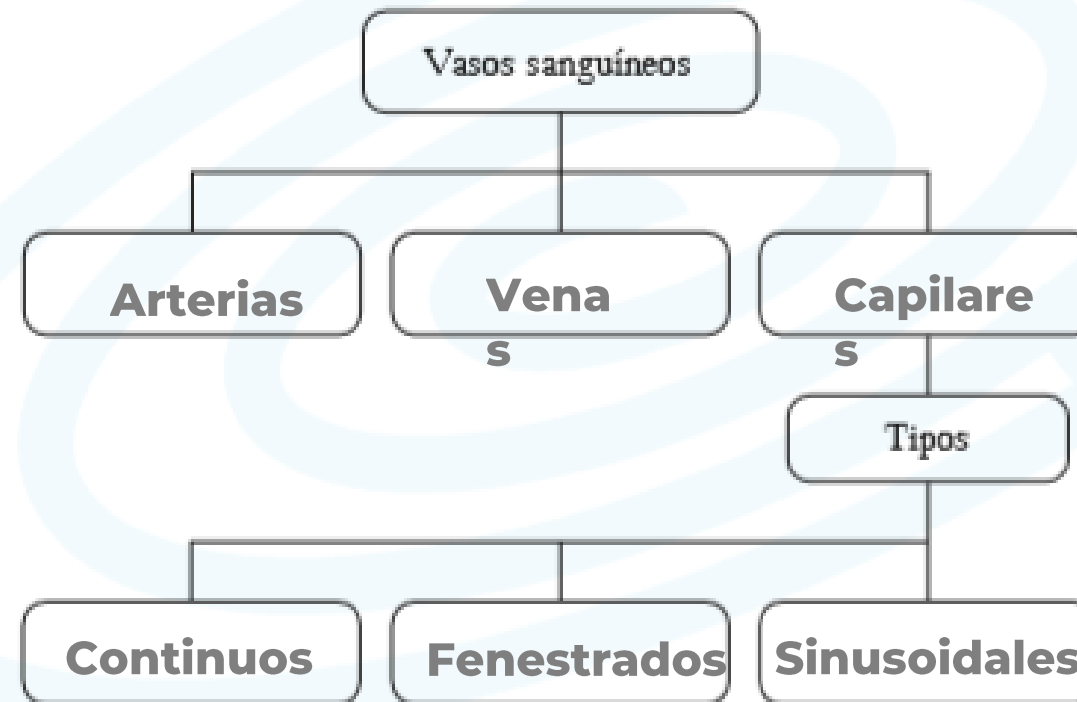 Vasos sanguíneos
Arterias
Vena
s
Capilare
s
Tipos
Continuos
Fenestrados
Sinusoidales